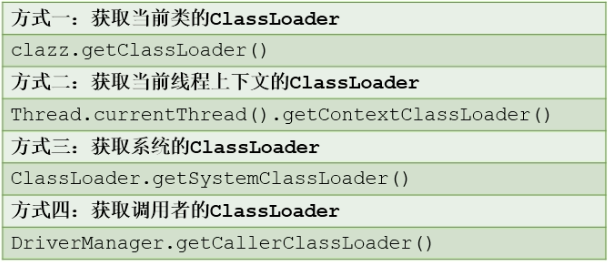 方式一：获取当前类的ClassLoader
clazz.getClassLoader()
方式二：获取当前线程上下文的ClassLoader
Thread.currentThread().getContextClassLoader()
方式三：获取系统的ClassLoader
ClassLoader.getSystemClassLoader()
方式四：获取调用者的ClassLoader
DriverManager.getCallerClassLoader()